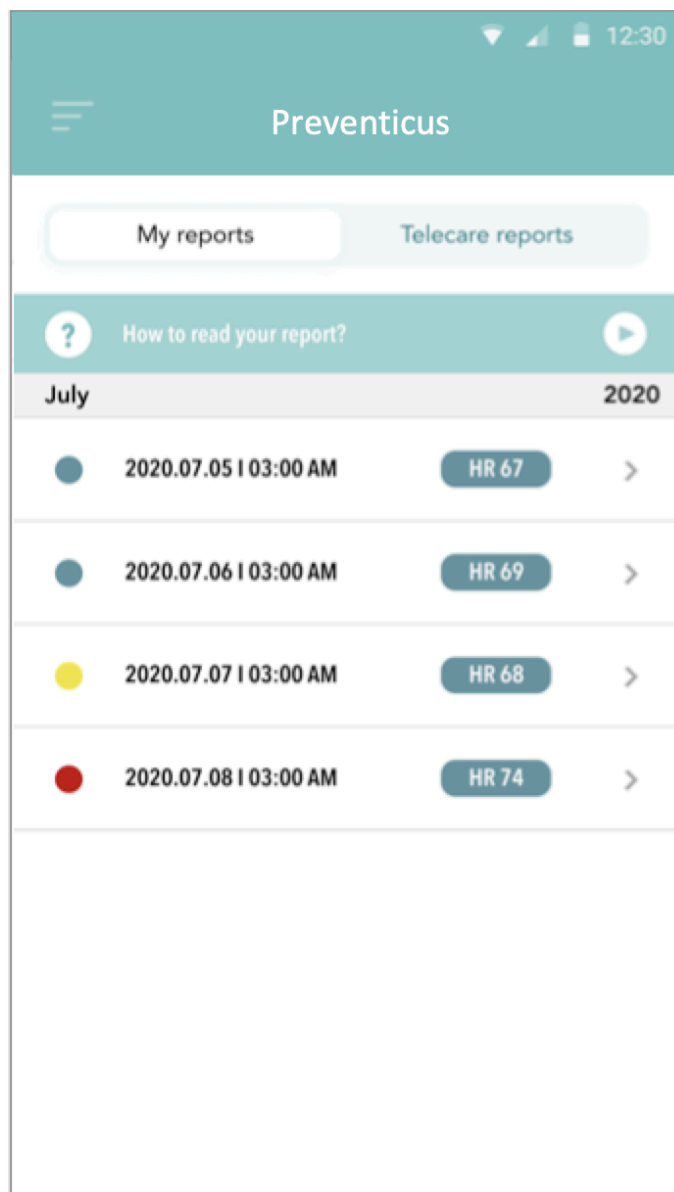 12:30
Preventicus
My reports Telecare reports
? How to read your report?
July 2020
2020.07.05 I 03:00 AM HR 67
2020.07.06 I 03:00 AM HR 69
2020.07.07 I 03:00 AM HR 68
2020.07.08 I 03:00 AM HR 74